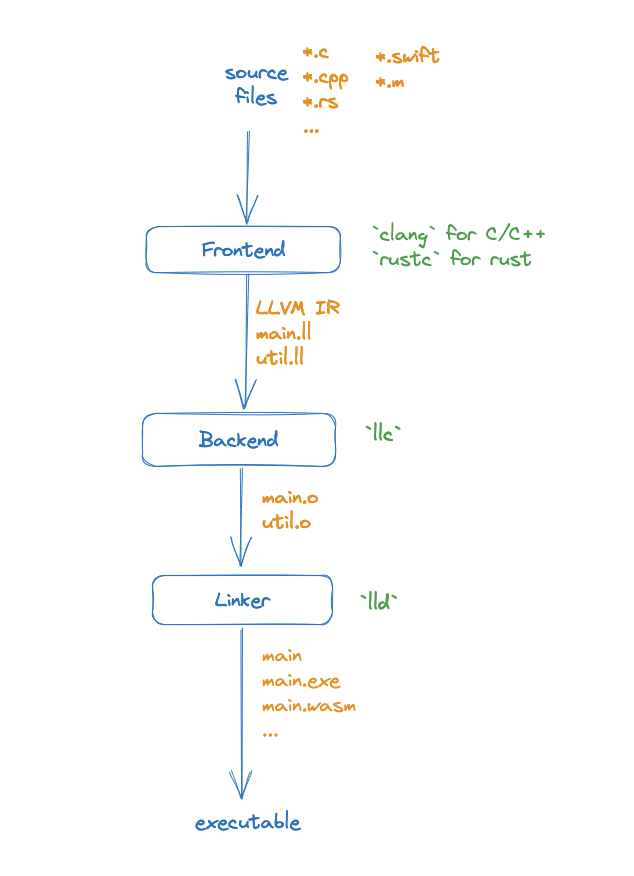 source
files
*.c
*.cpp
*.rs
...
*.swift
*.m
Frontend
`clang` for C/C++
`rustc` for rust
LLVM IR
main.ll
util.ll
Backend
`llc`
main.o
util.o
Linker
`lld`
main
main.exe
main.wasm
...
executable